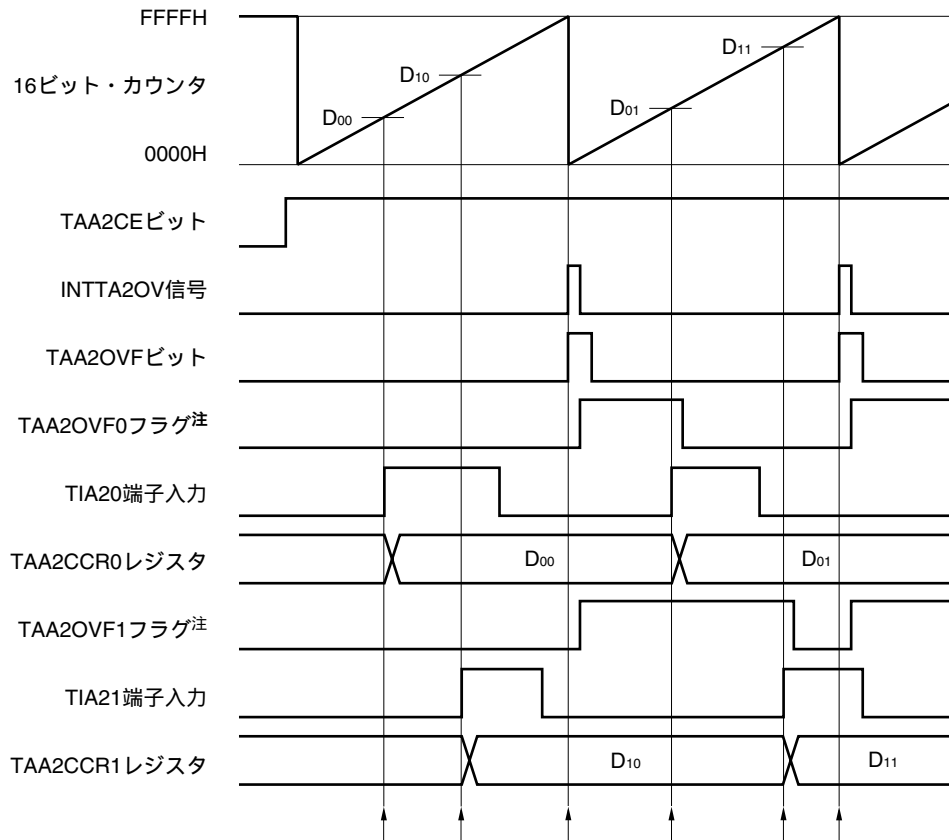 FFFFH
16ビット・カウンタ
0000H
D00
D10
D01
D11
TAA2CEビット
INTTA2OV信号
TAA2OVFビット
TAA2OVF0フラグ注
TIA20端子入力
TAA2CCR0レジスタ
D00
D01
TAA2OVF1フラグ注
TIA21端子入力
TAA2CCR1レジスタ
D10
D11